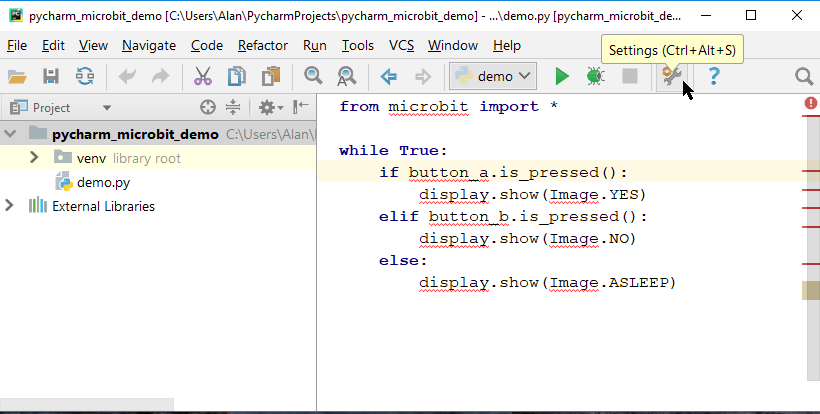 pycharm_microbit_demo [C:\Users\Alan\PycharmProjects\pycharm_microbit_demo] - ...\demo.py [pycharm_microbit_de...
File Edit View Navigate Code Refactor Run Tools VCS Window Help
Settings (Ctrl+Alt+S)
demo
Project
pycharm_microbit_demo C:\Users\Alan\
venv library root
demo.py
External Libraries
from microbit import *
while True:
    if button_a.is_pressed():
        display.show(Image.YES)
    elif button_b.is_pressed():
        display.show(Image.NO)
    else:
        display.show(Image.ASLEEP)